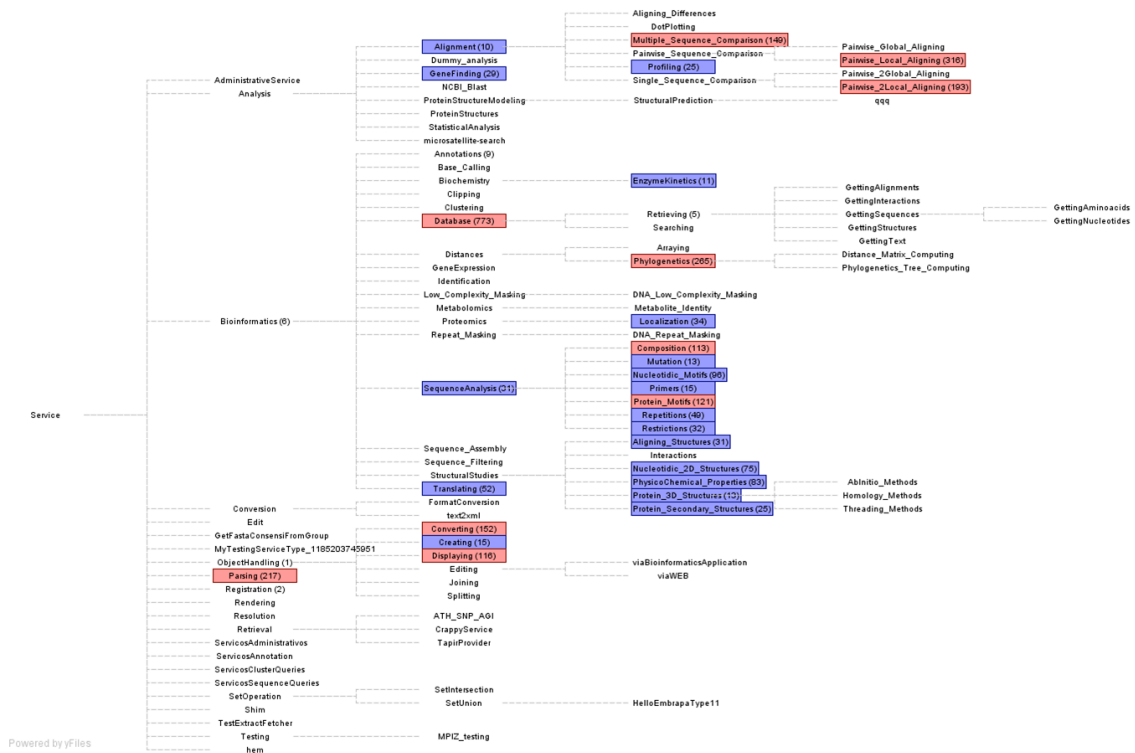 Aligning_Differences
DotPlotting
Alignment (10)
Multiple_Sequence_Comparison (149)
Pairwise_Global_Aligning
Dummy_analysis
Pairwise_Sequence_Comparison
Pairwise_Local_Aligning (316)
GeneFinding (29)
Profiling (25)
Pairwise_2Global_Aligning
AdministrativeService
NCBI_Blast
Single_Sequence_Comparison
Pairwise_2Local_Aligning (193)
Analysis
ProteinStructureModeling
StructuralPrediction
qqq
ProteinStructures
StatisticalAnalysis
microsatellite-search
Annotations (9)
Base_Calling
Biochemistry
EnzymeKinetics (11)
GettingAlignments
Clipping
GettingInteractions
Clustering
Retrieving (5)
GettingSequences
GettingAminoacids
Database (773)
Searching
GettingStructures
GettingNucleotides
GettingText
Arraying
Distances
Phylogenetics (265)
Distance_Matrix_Computing
GeneExpression
Phylogenetics_Tree_Computing
Identification
Low_Complexity_Masking
DNA_Low_Complexity_Masking
Metabolomics
Metabolite_Identity
Bioinformatics (6)
Proteomics
Localization (34)
Repeat_Masking
DNA_Repeat_Masking
Composition (113)
Mutation (13)
Nucleotidic_Motifs (96)
SequenceAnalysis (31)
Primers (15)
Protein_Motifs (121)
Service
Repetitions (49)
Restrictions (32)
Aligning_Structures (31)
Sequence_Assembly
Interactions
Sequence_Filtering
Nucleotidic_2D_Structures (75)
StructuralStudies
PhysicoChemical_Properties (83)
AbInitio_Methods
Translating (52)
Protein_3D_Structures (13)
Homology_Methods
Conversion
FormatConversion
Protein_Secondary_Structures (25)
Threading_Methods
text2xml
Edit
Converting (152)
GetFastaConsensiFromGroup
Creating (15)
MyTestingServiceType_1185203745951
Displaying (116)
ObjectHandling (1)
Editing
viaBioinformaticsApplication
Parsing (217)
Joining
viaWEB
Registration (2)
Splitting
Rendering
Resolution
ATH_SNP_AGI
Retrieval
CrappyService
ServicosAdministrativos
TapirProvider
ServicosAnnotation
ServicosClusterQueries
ServicosSequenceQueries
SetIntersection
SetOperation
SetUnion
HelloEmbrapaType11
Shim
TestExtractFetcher
Testing
MPIZ_testing
hem
Powered by yFiles